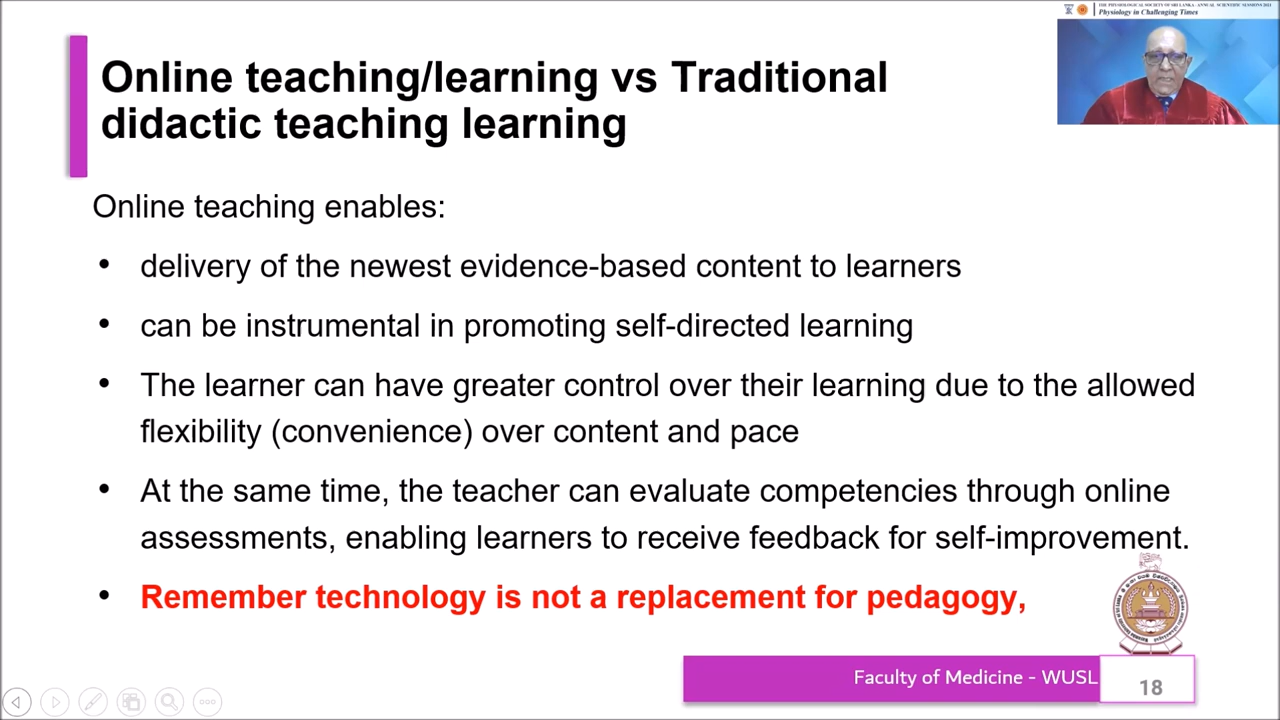 THE PHYSIOLOGICAL SOCIETY OF SRI LANKA - ANNUAL SCIENTIFIC SESSIONS 2021
Physiology in Challenging Times
Online teaching/learning vs Traditional
didactic teaching learning
Online teaching enables:
• delivery of the newest evidence-based content to learners
• can be instrumental in promoting self-directed learning
• The learner can have greater control over their learning due to the allowed
flexibility (convenience) over content and pace
• At the same time, the teacher can evaluate competencies through online
assessments, enabling learners to receive feedback for self-improvement.
• Remember technology is not a replacement for pedagogy,
Faculty of Medicine - WUSL
18